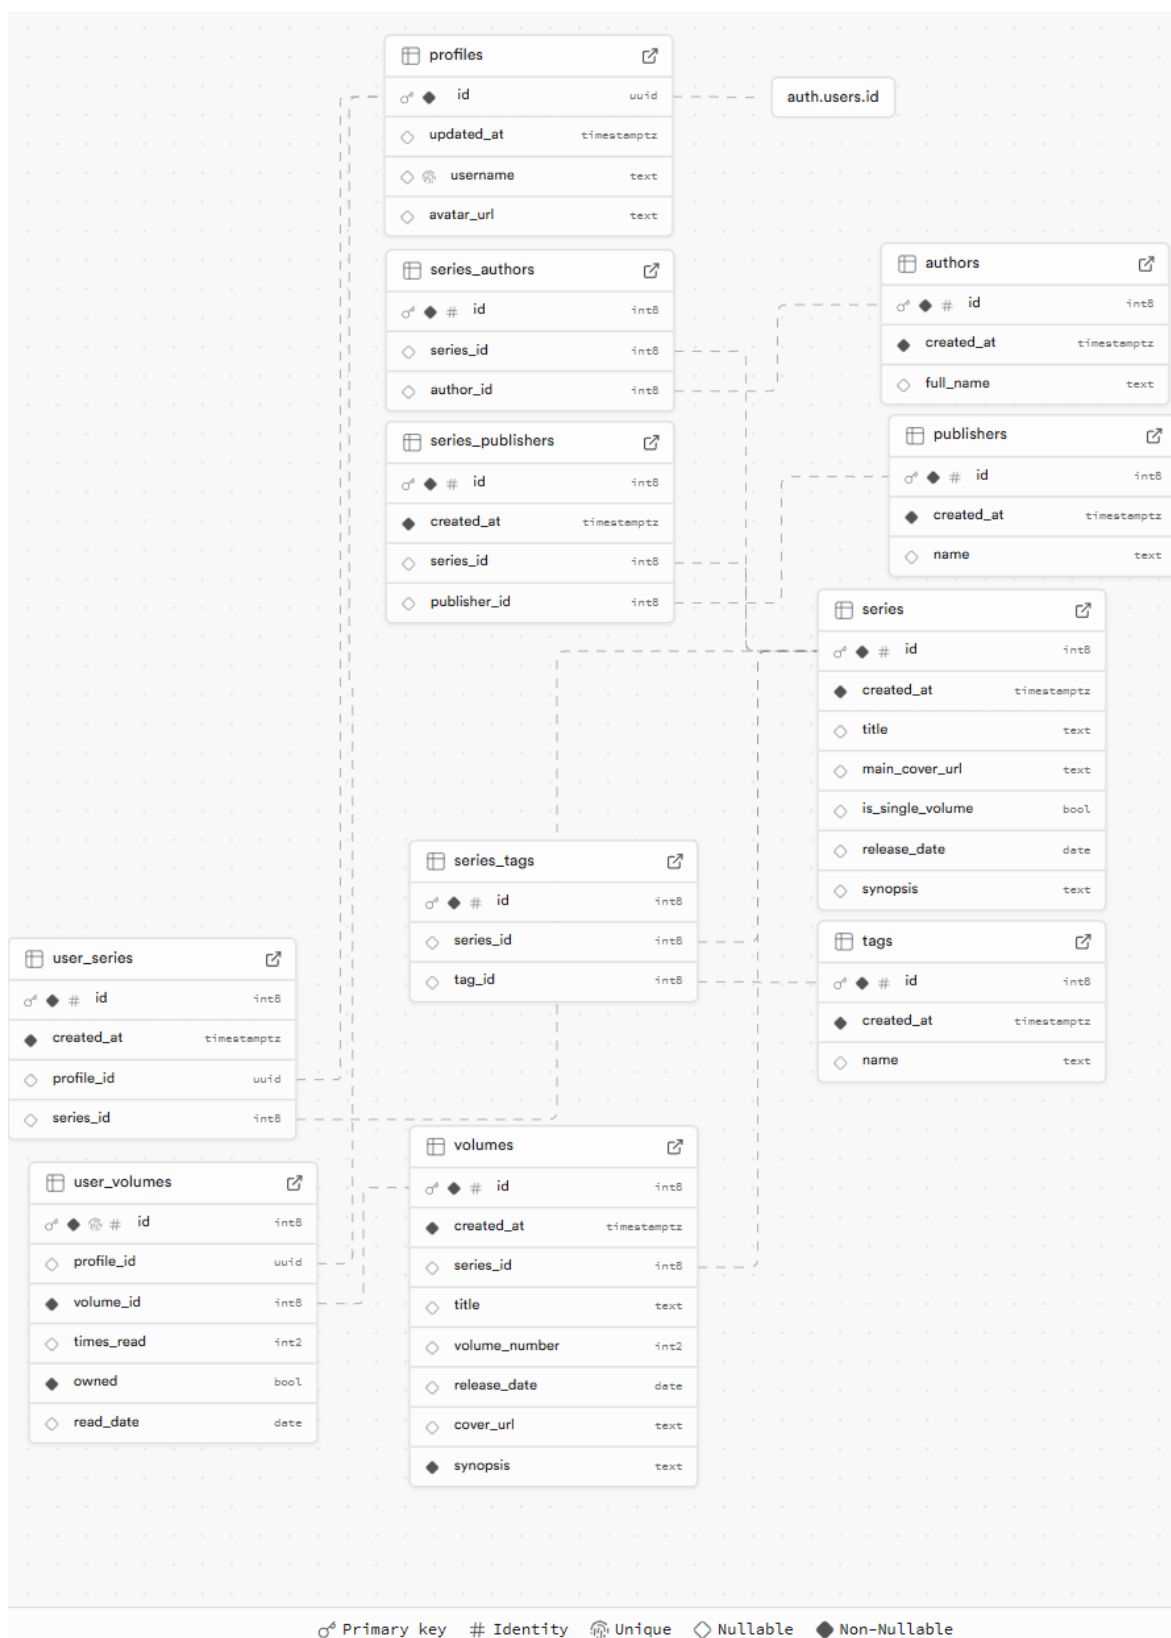 profiles
id uuid
updated_at timestamptz
username text
avatar_url text
auth.users.id
series_authors
id int8
series_id int8
author_id int8
authors
id int8
created_at timestamptz
full_name text
series_publishers
id int8
created_at timestamptz
series_id int8
publisher_id int8
publishers
id int8
created_at timestamptz
name text
series
id int8
created_at timestamptz
title text
main_cover_url text
is_single_volume bool
release_date date
synopsis text
series_tags
id int8
series_id int8
tag_id int8
tags
id int8
created_at timestamptz
name text
user_series
id int8
created_at timestamptz
profile_id uuid
series_id int8
user_volumes
id int8
profile_id uuid
volume_id int8
times_read int2
owned bool
read_date date
volumes
id int8
created_at timestamptz
series_id int8
title text
volume_number int2
release_date date
cover_url text
synopsis text
Primary key # Identity Unique Nullable Non-Nullable